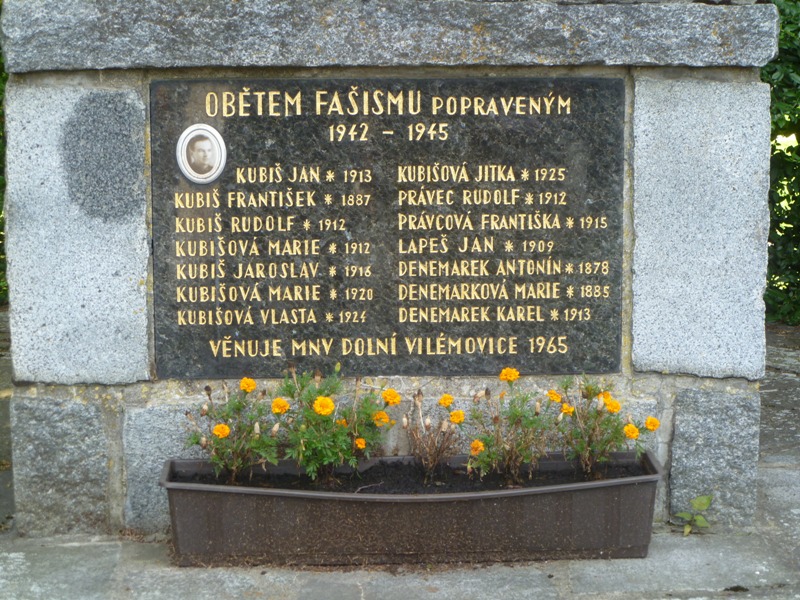 OBĚTEM FAŠISMU POPRAVENÝM
1942 - 1945
KUBIŠ JAN * 1913
KUBIŠ FRANTIŠEK * 1887
KUBIŠ RUDOLF * 1912
KUBIŠOVÁ MARIE * 1912
KUBIŠ JAROSLAV * 1916
KUBIŠOVÁ MARIE * 1920
KUBIŠOVÁ VLASTA * 1924
KUBIŠOVÁ JITKA * 1925
PRÁVEC RUDOLF * 1912
PRÁVCOVÁ FRANTIŠKA * 1915
LAPEŠ JAN * 1909
DENEMAREK ANTONÍN * 1878
DENEMARKOVÁ MARIE * 1885
DENEMAREK KAREL * 1913
VĚNUJE MNV DOLNÍ VILÉMOVICE 1965